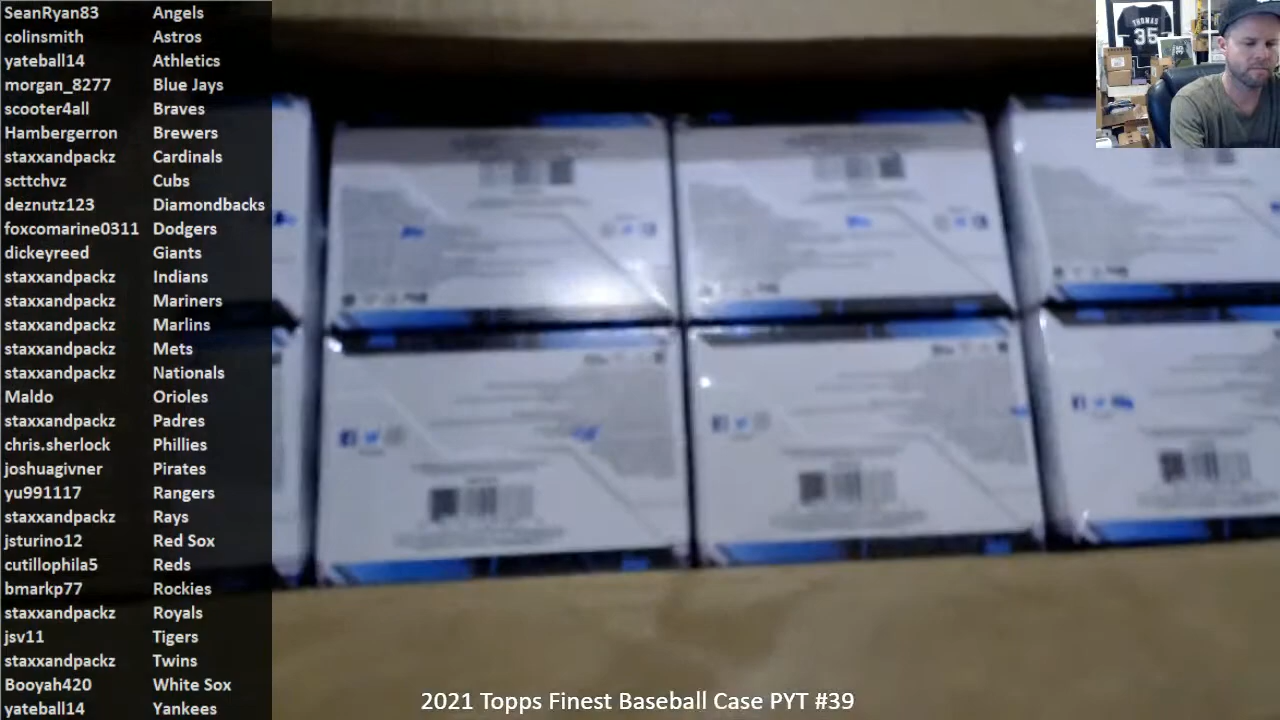 SeanRyan83 Angels
colinsmith Astros
yateball14 Athletics
morgan_8277 Blue Jays
scooter4all Braves
Hambergerron Brewers
staxxandpackz Cardinals
scttchvz Cubs
deznutz123 Diamondbacks
foxcomarine0311 Dodgers
dickeyreed Giants
staxxandpackz Indians
staxxandpackz Mariners
staxxandpackz Marlins
staxxandpackz Mets
staxxandpackz Nationals
Maldo Orioles
staxxandpackz Padres
chris.sherlock Phillies
joshuagivner Pirates
yu991117 Rangers
staxxandpackz Rays
jsturino12 Red Sox
cutillophila5 Reds
bmarkp77 Rockies
staxxandpackz Royals
jsv11 Tigers
staxxandpackz Twins
Booyah420 White Sox
yateball14 Yankees
THOMAS
35
2021 Topps Finest Baseball Case PYT #39